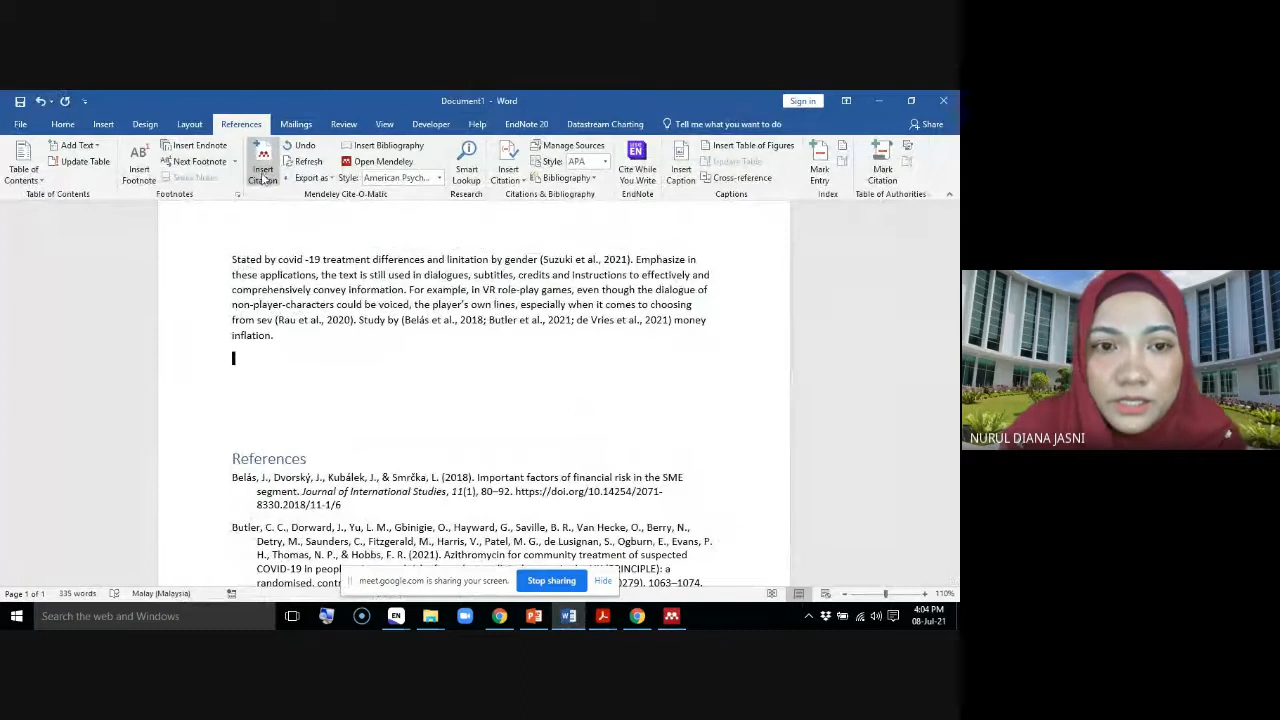 Document1 - Word
Sign in
File Home Insert Design Layout References Mailings Review View Developer Help EndNote 20 Datastream Charting Tell me what you want to do Share
Table of Contents
Add Text
Update Table
Table of Contents
AB1
Insert Footnote
Insert Endnote
Next Footnote
Show Notes
Footnotes
Insert Citation
Undo
Refresh
Export as
Insert Bibliography
Open Mendeley
Style: American Psych...
Mendeley Cite-O-Matic
Smart Lookup
Research
Insert Citation
Manage Sources
Style: APA
Bibliography
Citations & Bibliography
EN
Cite While You Write
EndNote
Insert Caption
Insert Table of Figures
Update Table
Cross-reference
Captions
Mark Entry
Index
Mark Citation
Table of Authorities
Stated by covid -19 treatment differences and linitation by gender (Suzuki et al., 2021). Emphasize in
these applications, the text is still used in dialogues, subtitles, credits and instructions to effectively and
comprehensively convey information. For example, in VR role-play games, even though the dialogue of
non-player-characters could be voiced, the player's own lines, especially when it comes to choosing
from sev (Rau et al., 2020). Study by (Belás et al., 2018; Butler et al., 2021; de Vries et al., 2021) money
inflation.
References
Belás, J., Dvorský, J., Kubálek, J., & Smrčka, L. (2018). Important factors of financial risk in the SME
segment. Journal of International Studies, 11(1), 80–92. https://doi.org/10.14254/2071-
8330.2018/11-1/6
Butler, C. C., Dorward, J., Yu, L. M., Gbinigie, O., Hayward, G., Saville, B. R., Van Hecke, O., Berry, N.,
Detry, M., Saunders, C., Fitzgerald, M., Harris, V., Patel, M. G., de Lusignan, S., Ogburn, E., Evans, P.
H., Thomas, N. P., & Hobbs, F. R. (2021). Azithromycin for community treatment of suspected
COVID-19 in people
randomised, 1063–1074.
meet.google.com is sharing your screen.
Stop sharing
Hide
Page 1 of 1 335 words Malay (Malaysia) 110%
Search the web and Windows
EN
4:04 PM
08-Jul-21
NURUL DIANA JASNI